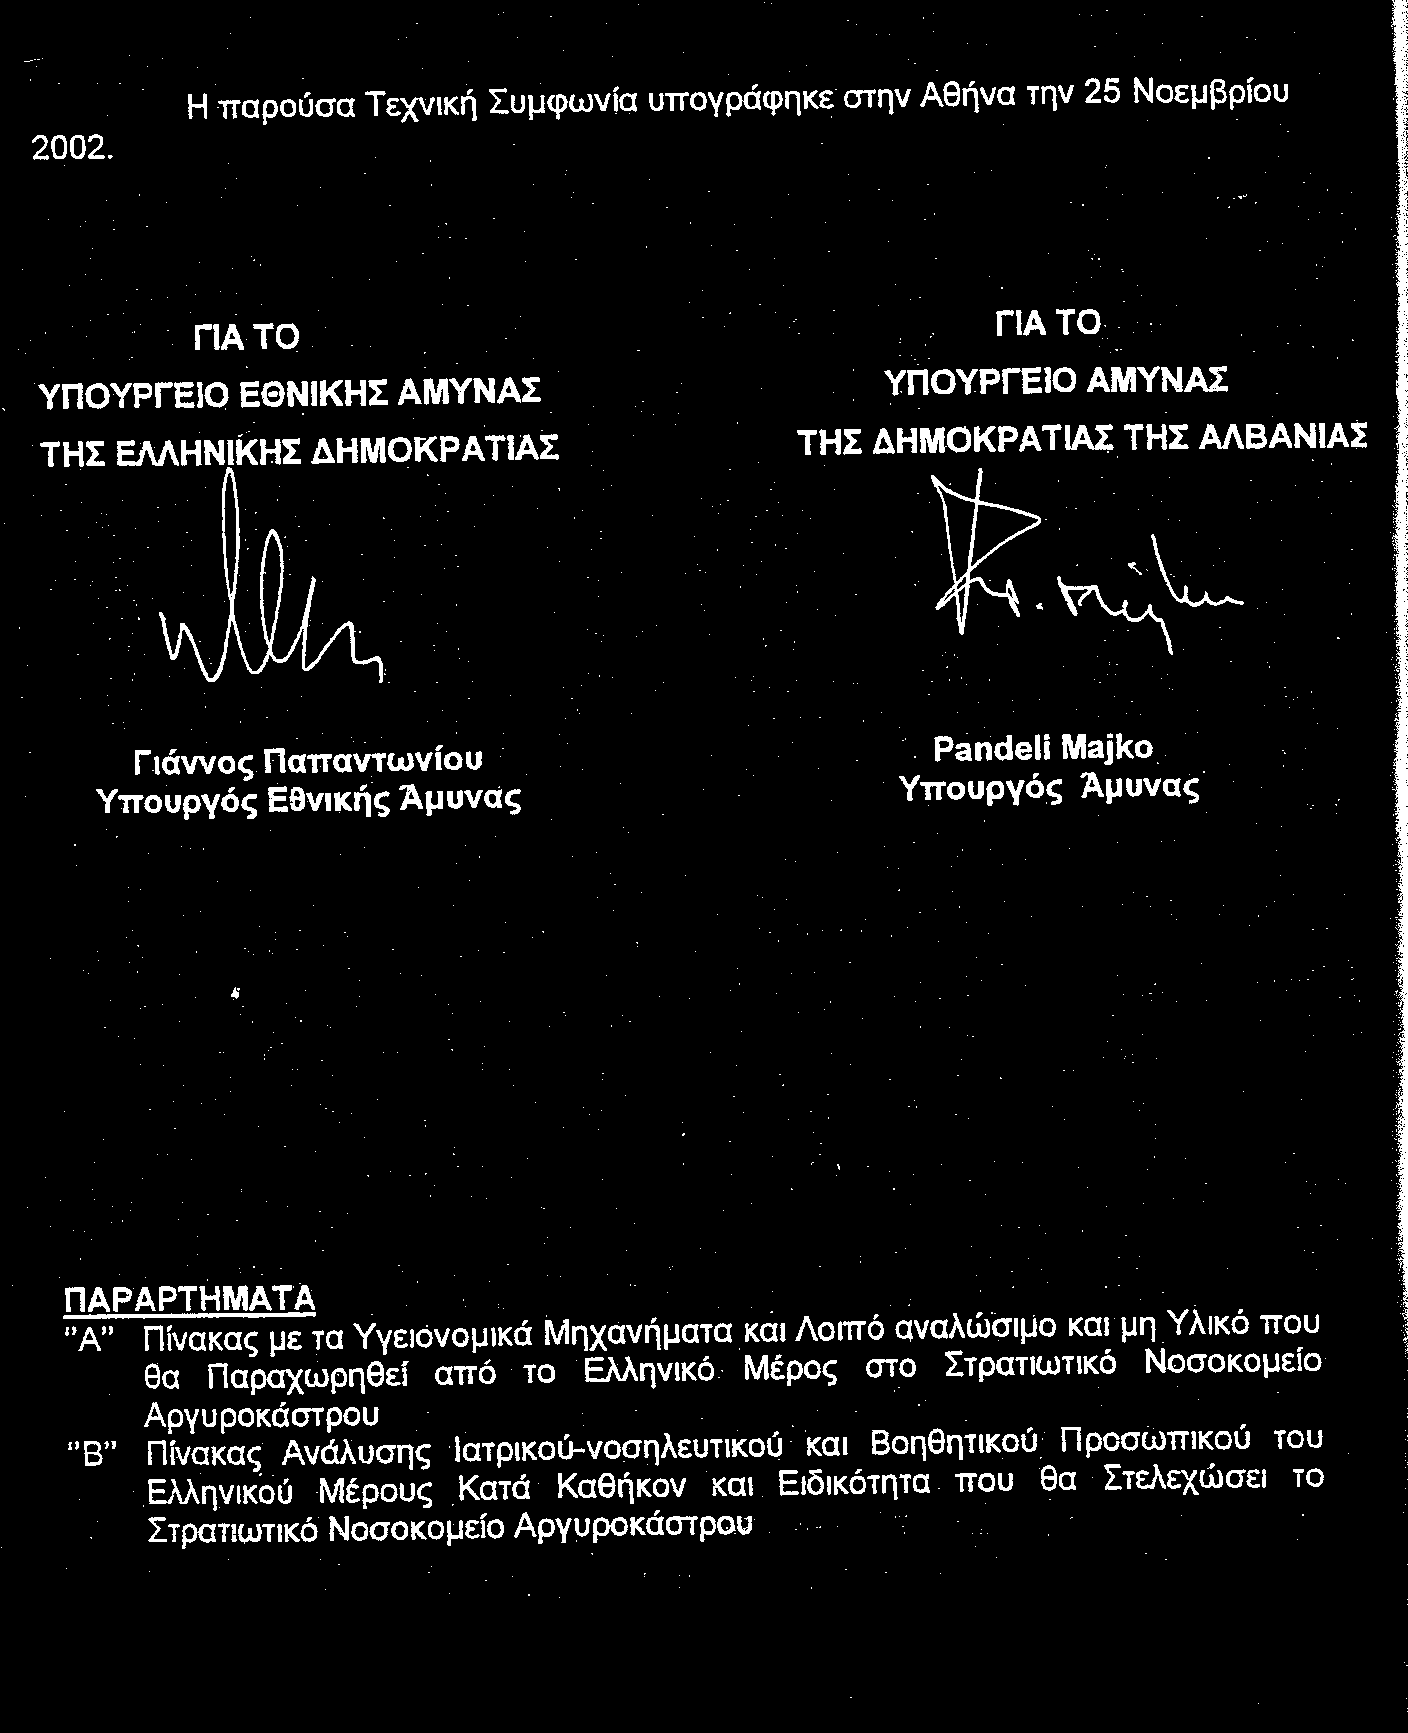 Η παρούσα Τεχνική Συμφωνία υπογράφηκε στην Αθήνα την 25 Νοεμβρίου
2002.
ΓΙΑ ΤΟ
ΥΠΟΥΡΓΕΙΟ ΕΘΝΙΚΗΣ ΑΜΥΝΑΣ
ΤΗΣ ΕΛΛΗΝΙΚΗΣ ΔΗΜΟΚΡΑΤΙΑΣ
Γιάννος Παπαντωνίου
Υπουργός Εθνικής Άμυνας
ΓΙΑ ΤΟ
ΥΠΟΥΡΓΕΙΟ ΑΜΥΝΑΣ
ΤΗΣ ΔΗΜΟΚΡΑΤΙΑΣ ΤΗΣ ΑΛΒΑΝΙΑΣ
Pandeli Majko
Υπουργός Άμυνας
ΠΑΡΑΡΤΗΜΑΤΑ
"Α" Πίνακας με τα Υγειονομικά Μηχανήματα και Λοιπό αναλώσιμο και μη Υλικό που
θα Παραχωρηθεί από το Ελληνικό Μέρος στο Στρατιωτικό Νοσοκομείο
Αργυροκάστρου
"Β" Πίνακας Ανάλυσης Ιατρικού-νοσηλευτικού και Βοηθητικού Προσωπικού του
Ελληνικού Μέρους Κατά Καθήκον και Ειδικότητα που θα Στελεχώσει το
Στρατιωτικό Νοσοκομείο Αργυροκάστρου